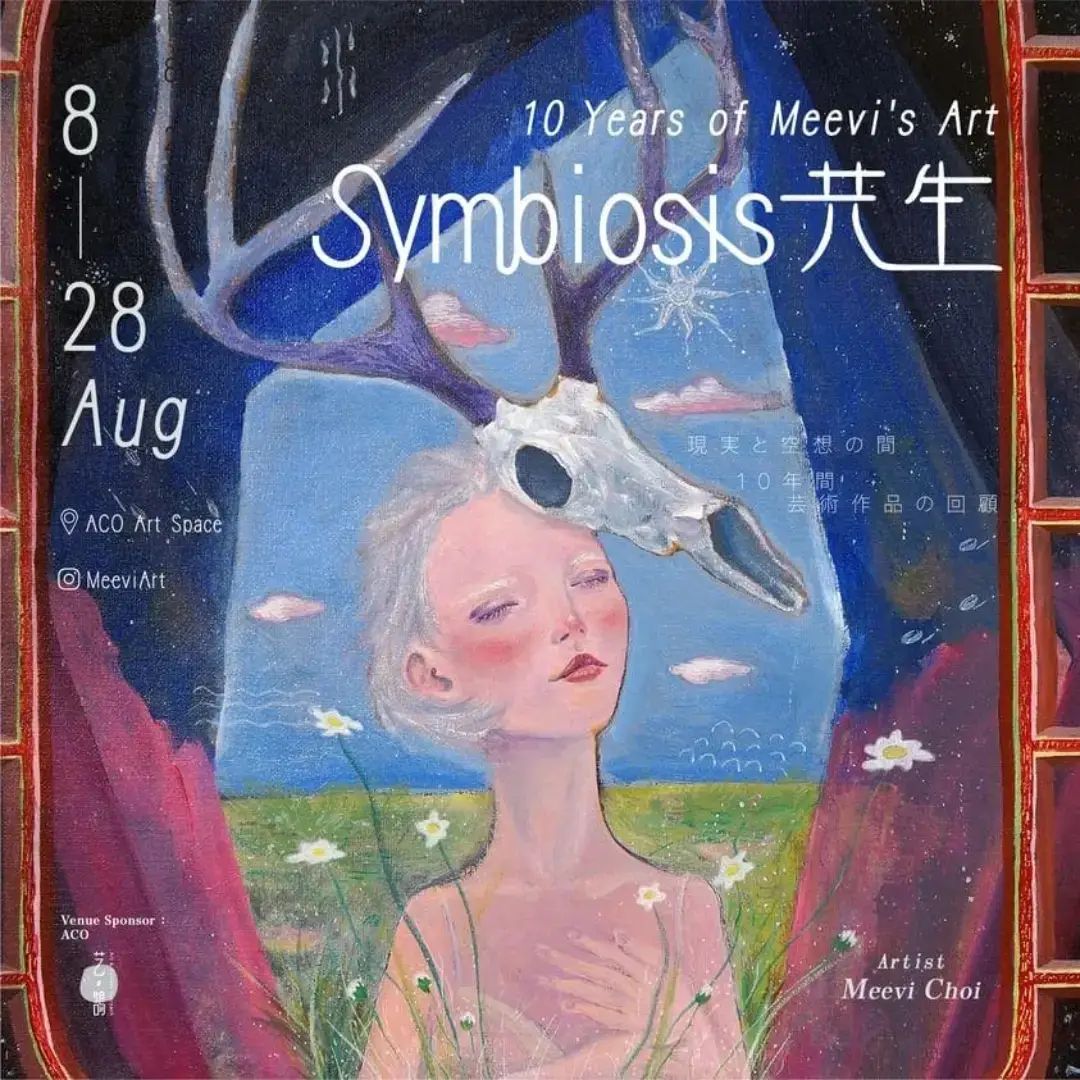 8
28
Aug
10 Years of Meevi's Art
Symbiosis共生
現実と空想の間
10年間
芸術作品の回顧
ACO Art Space
MeeviArt
Venue Sponsor :
ACO
Artist
Meevi Choi